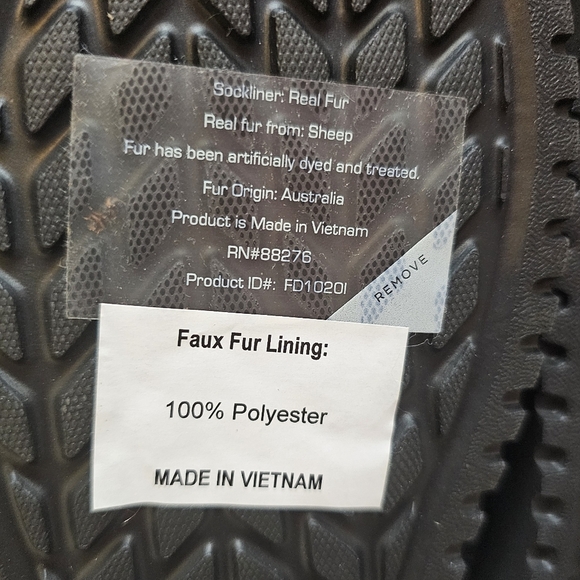 Sockliner: Real Fur
Real fur from: Sheep
Fur has been artificially dyed and treated.
Fur Origin: Australia
Product is Made in Vietnam
RN#88276
Product ID#: FD1020I
REMOVE
Faux Fur Lining:
100% Polyester
MADE IN VIETNAM